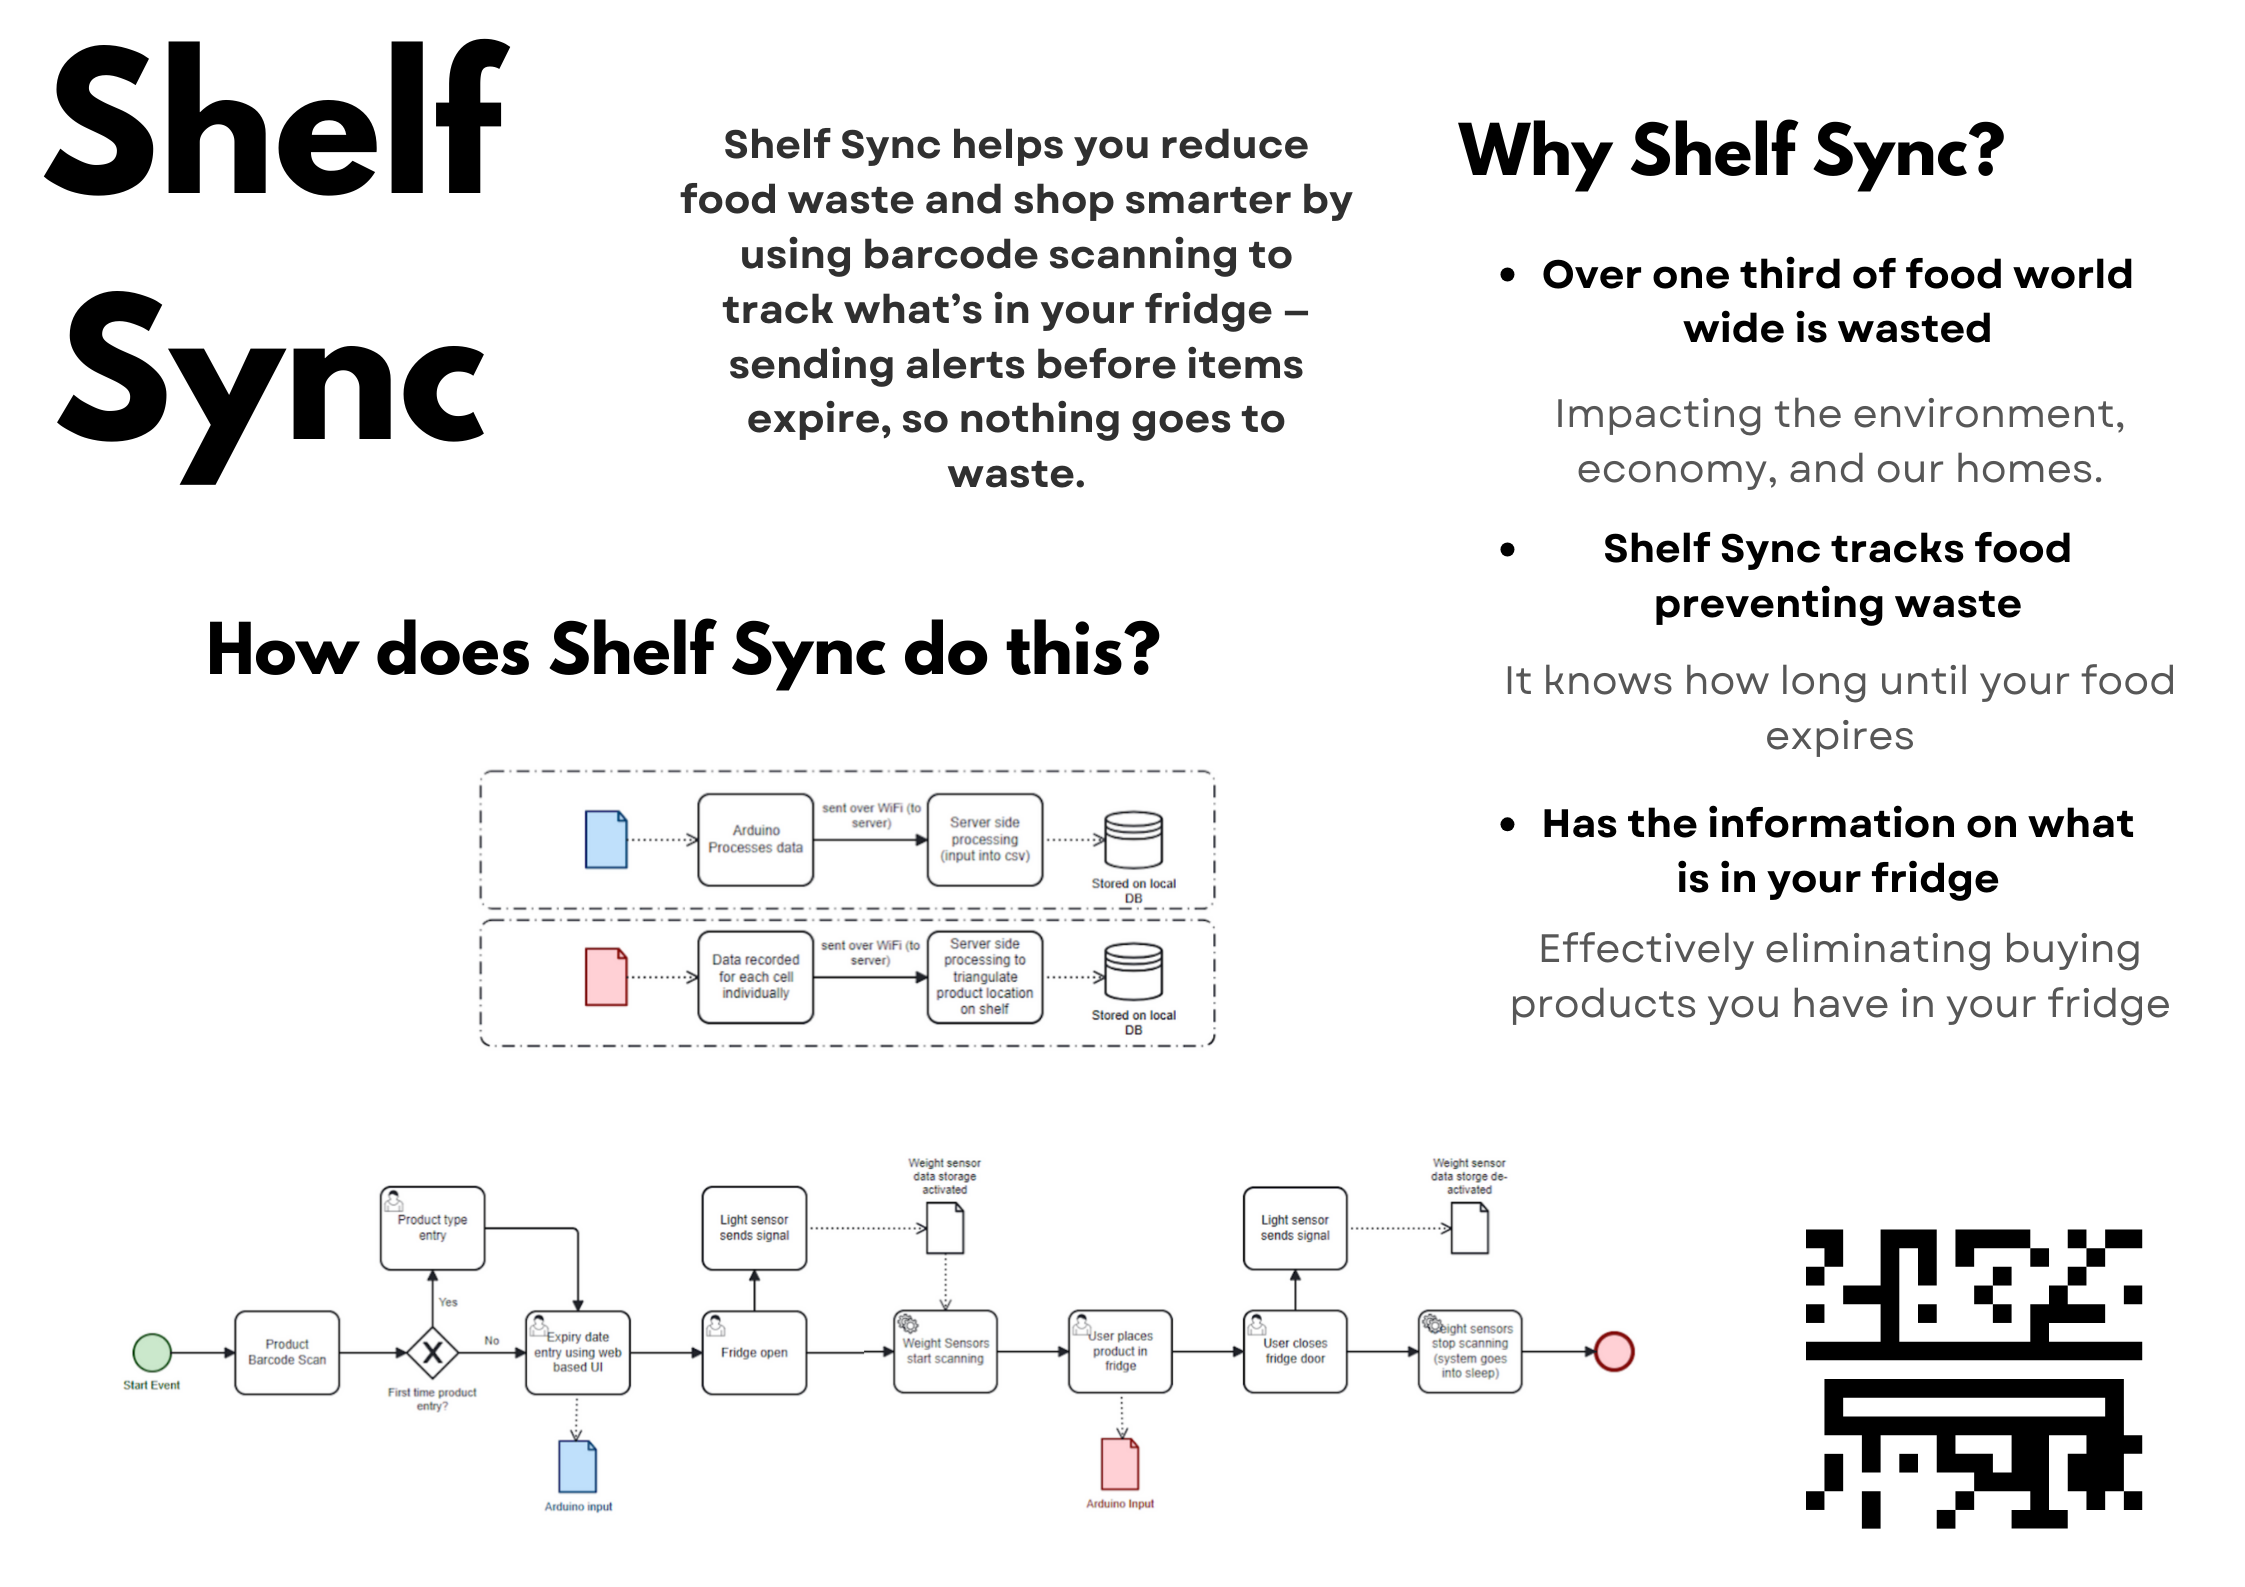 Shelf
Sync
Shelf Sync helps you reduce
food waste and shop smarter by
using barcode scanning to
track what’s in your fridge –
sending alerts before items
expire, so nothing goes to
waste.
Why Shelf Sync?
• Over one third of food world
wide is wasted
Impacting the environment,
economy, and our homes.
• Shelf Sync tracks food
preventing waste
It knows how long until your food
expires
• Has the information on what
is in your fridge
Effectively eliminating buying
products you have in your fridge
How does Shelf Sync do this?
Arduino
Processes data
sent over WiFi (to
server)
Server side
processing
(input into csv)
Stored on local
DB
Data recorded
for each cell
individually
sent over WiFi (to
server)
Server side
processing to
triangulate
product location
on shelf
Stored on local
DB
Start Event
Product
Barcode Scan
First time product
entry?
Yes
No
Product type
entry
Expiry date
entry using web
based UI
Arduino input
Fridge open
Light sensor
sends signal
Weight sensor
data storage
activated
Weight Sensors
start scanning
User places
product in
fridge
Arduino Input
User closes
fridge door
Light sensor
sends signal
Weight sensor
data storge de-
activated
Weight sensors
stop scanning
(system goes
into sleep)